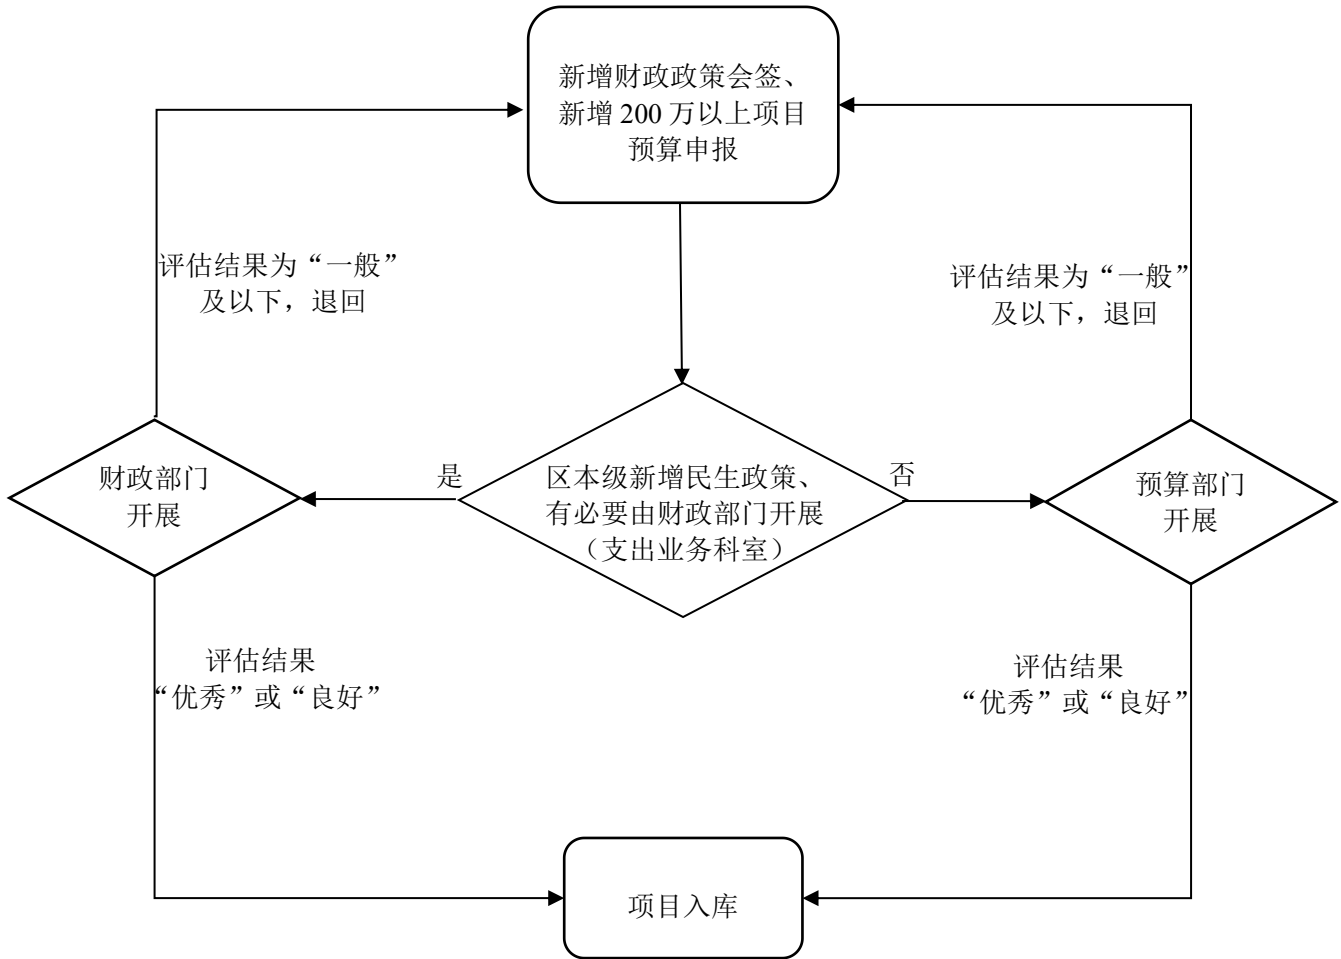 新增财政政策会签、
新增 200 万以上项目
预算申报
评估结果为“一般”
及以下，退回
评估结果为“一般”
及以下，退回
财政部门
开展
是
区本级新增民生政策、
有必要由财政部门开展
（支出业务科室）
否
预算部门
开展
评估结果
“优秀”或“良好”
评估结果
“优秀”或“良好”
项目入库